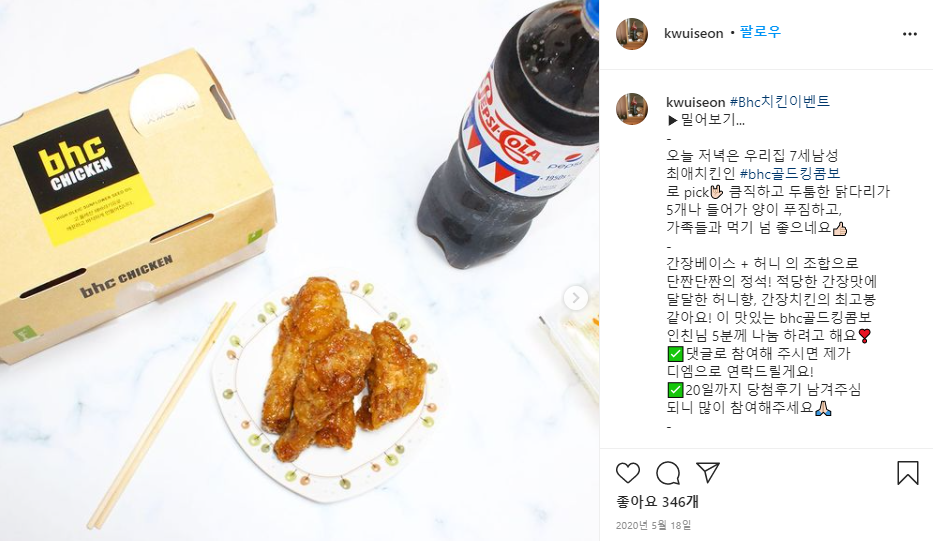 bhc
CHICKEN
bhc CHICKEN
PEPSI-COLA
pepsi
1950s
kwuiseon • 팔로우
kwuiseon #Bhc치킨이벤트
▶밀어보기...
-
오늘 저녁은 우리집 7세남성
최애치킨인 #bhc골드킹콤보
로 pick👌🏻 큼직하고 두툼한 닭다리가
5개나 들어가 양이 푸짐하고,
가족들과 먹기 넘 좋으네요👍🏻
-
간장베이스 + 허니 의 조합으로
단짠단짠의 정석! 적당한 간장맛에
달달한 허니향, 간장치킨의 최고봉
같아요! 이 맛있는 bhc골드킹콤보
인친님 5분께 나눔 하려고 해요❣️
✅댓글로 참여해 주시면 제가
디엠으로 연락드릴게요!
✅20일까지 당첨후기 남겨주심
되니 많이 참여해주세요🙏🏻
-
좋아요 346개
2020년 5월 18일